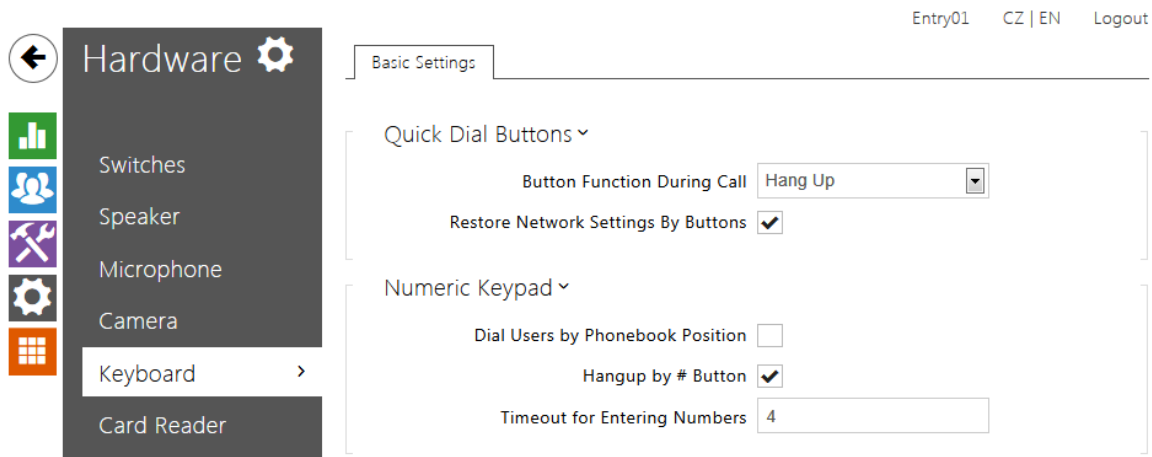 Entry01 CZ | EN Logout
Hardware
Basic Settings
Switches
Speaker
Microphone
Camera
Keyboard
Card Reader
Quick Dial Buttons
Button Function During Call Hang Up
Restore Network Settings By Buttons
Numeric Keypad
Dial Users by Phonebook Position
Hangup by # Button
Timeout for Entering Numbers 4